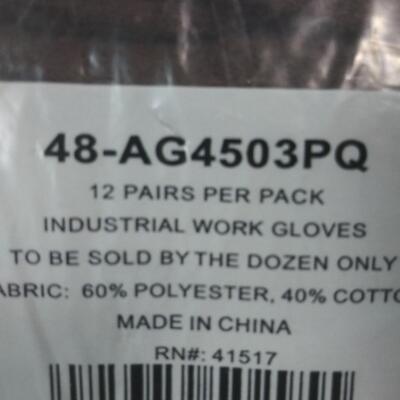 48-AG4503PQ
12 PAIRS PER PACK
INDUSTRIAL WORK GLOVES
TO BE SOLD BY THE DOZEN ONLY
ABRIC: 60% POLYESTER, 40% COTTO
MADE IN CHINA
RN#: 41517